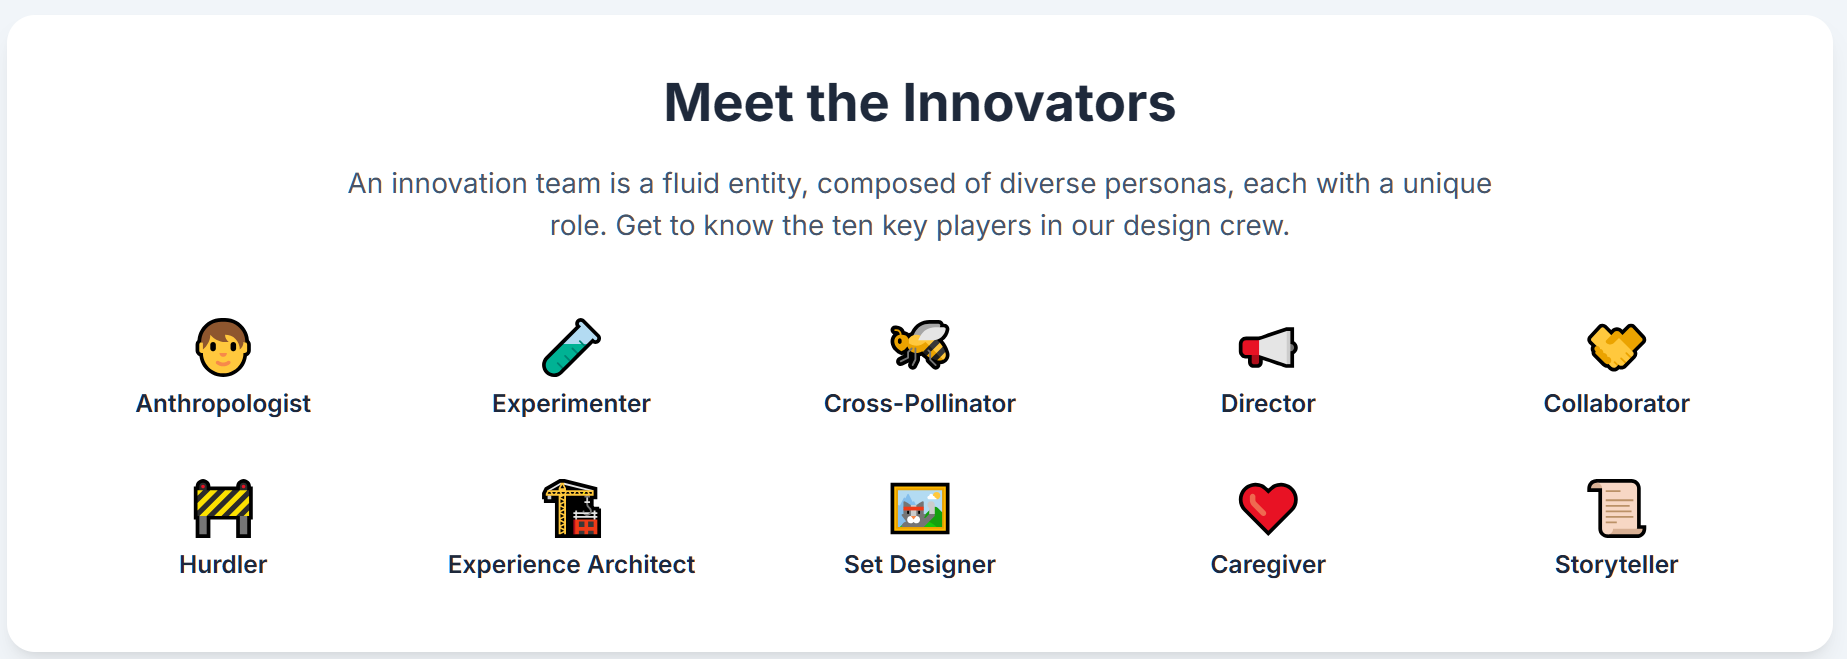 Meet the Innovators
An innovation team is a fluid entity, composed of diverse personas, each with a unique
role. Get to know the ten key players in our design crew.
Anthropologist
Experimenter
Cross-Pollinator
Director
Collaborator
Hurdler
Experience Architect
Set Designer
Caregiver
Storyteller